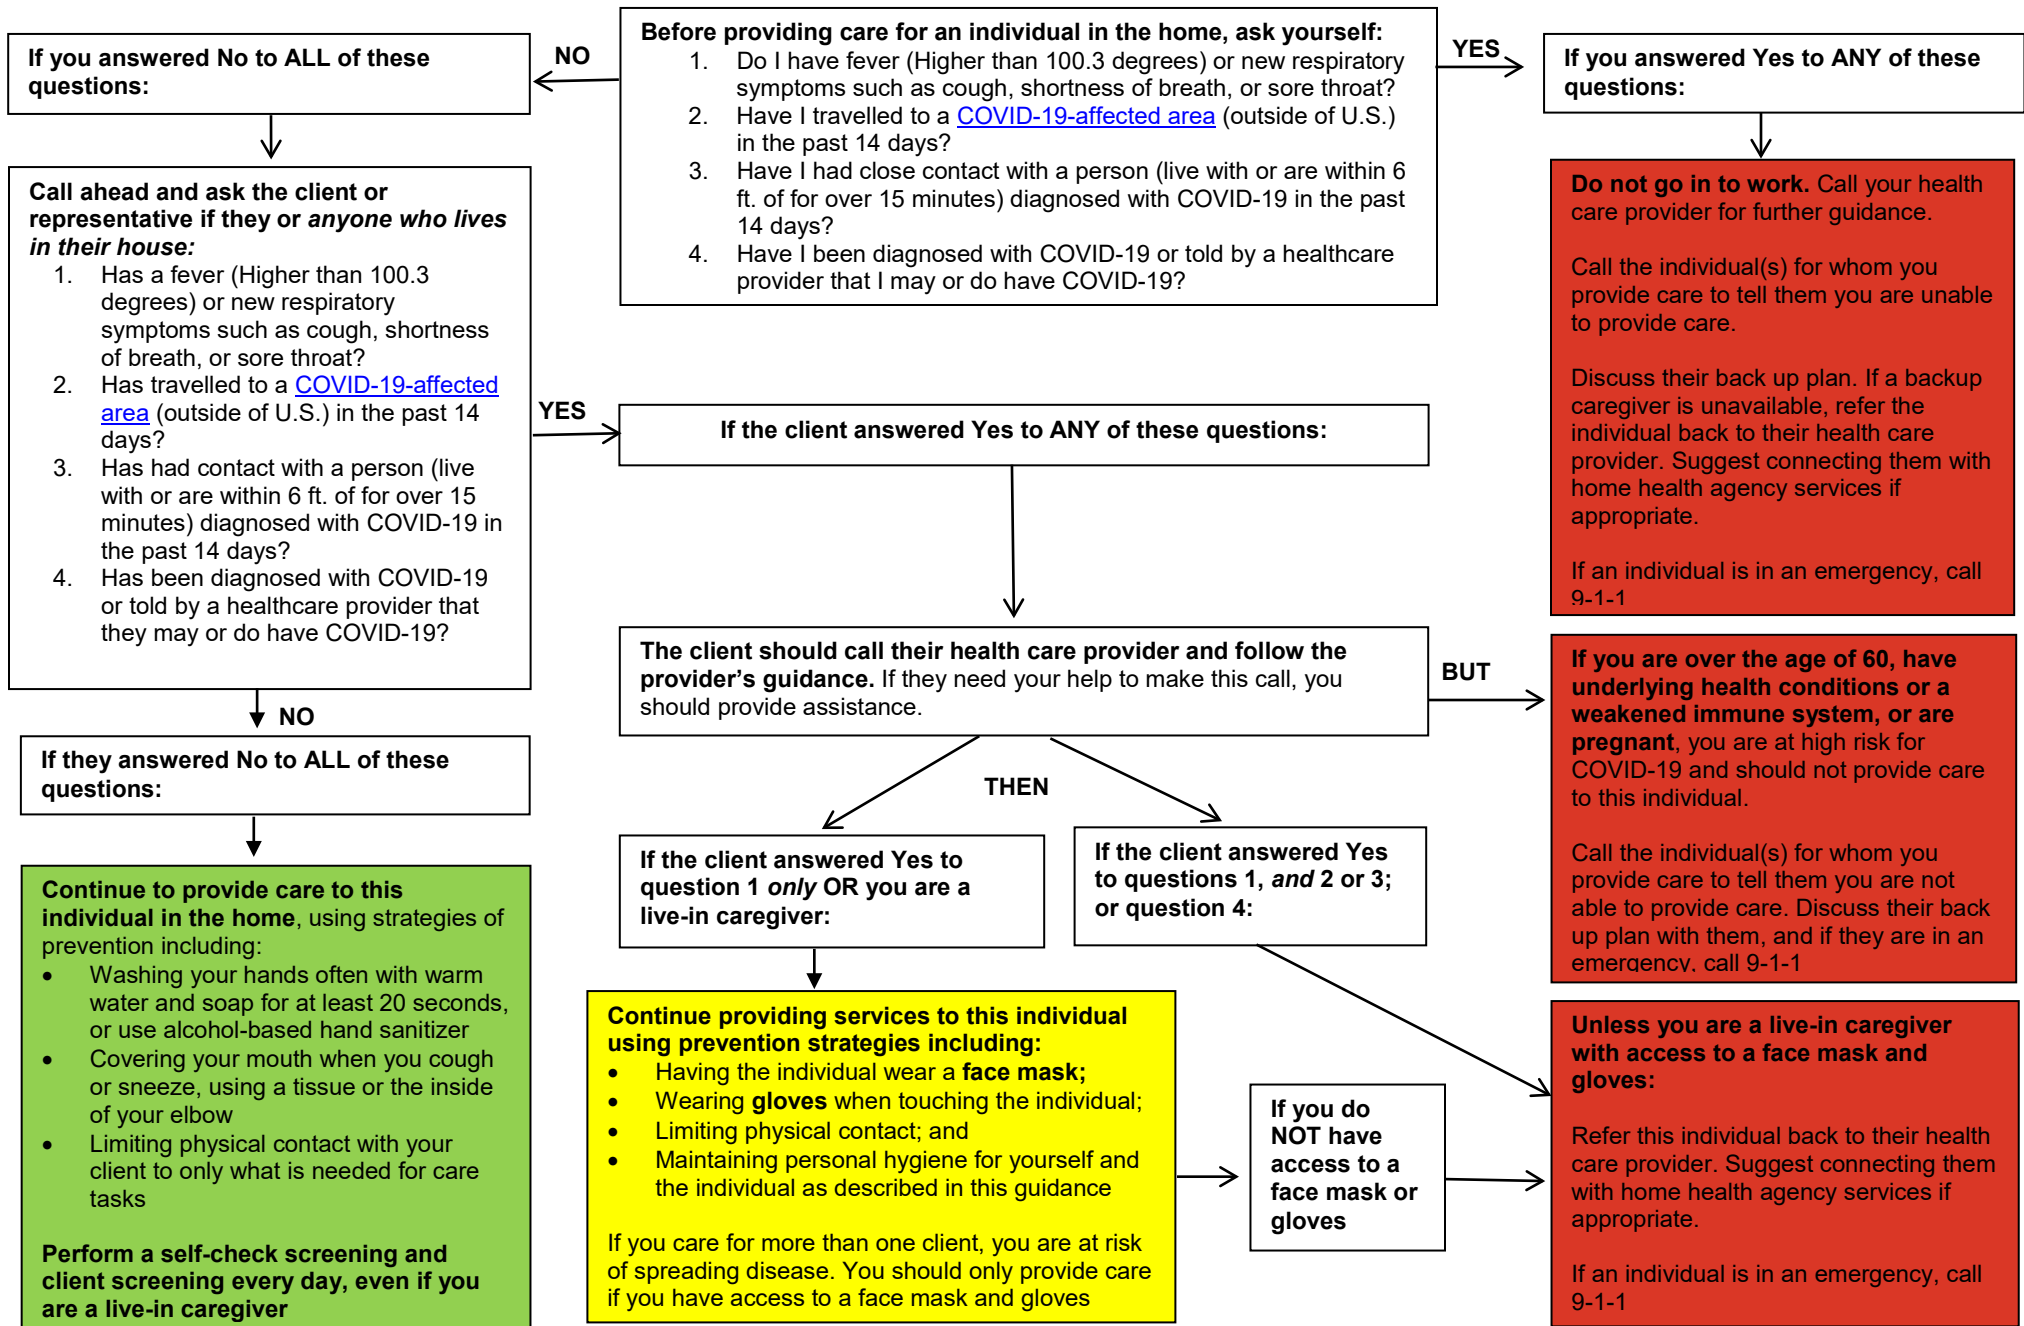 Before providing care for an individual in the home, ask yourself:
1. Do I have fever (Higher than 100.3 degrees) or new respiratory
symptoms such as cough, shortness of breath, or sore throat?
2. Have I travelled to a COVID-19-affected area (outside of U.S.)
in the past 14 days?
3. Have I had close contact with a person (live with or are within 6
ft. of for over 15 minutes) diagnosed with COVID-19 in the past
14 days?
4. Have I been diagnosed with COVID-19 or told by a healthcare
provider that I may or do have COVID-19?
NO
If you answered No to ALL of these
questions:
YES
If you answered Yes to ANY of these
questions:
Do not go in to work. Call your health
care provider for further guidance.
Call the individual(s) for whom you
provide care to tell them you are unable
to provide care.
Discuss their back up plan. If a backup
caregiver is unavailable, refer the
individual back to their health care
provider. Suggest connecting them with
home health agency services if
appropriate.
If an individual is in an emergency, call
9-1-1
Call ahead and ask the client or
representative if they or anyone who lives
in their house:
1. Has a fever (Higher than 100.3
degrees) or new respiratory
symptoms such as cough, shortness
of breath, or sore throat?
2. Has travelled to a COVID-19-affected
area (outside of U.S.) in the past 14
days?
3. Has had contact with a person (live
with or are within 6 ft. of for over 15
minutes) diagnosed with COVID-19 in
the past 14 days?
4. Has been diagnosed with COVID-19
or told by a healthcare provider that
they may or do have COVID-19?
YES
If the client answered Yes to ANY of these questions:
The client should call their health care provider and follow the
provider’s guidance. If they need your help to make this call, you
should provide assistance.
BUT
If you are over the age of 60, have
underlying health conditions or a
weakened immune system, or are
pregnant, you are at high risk for
COVID-19 and should not provide care
to this individual.
Call the individual(s) for whom you
provide care to tell them you are not
able to provide care. Discuss their back
up plan with them, and if they are in an
emergency, call 9-1-1
NO
If they answered No to ALL of these
questions:
Continue to provide care to this
individual in the home, using strategies of
prevention including:
• Washing your hands often with warm
water and soap for at least 20 seconds,
or use alcohol-based hand sanitizer
• Covering your mouth when you cough
or sneeze, using a tissue or the inside
of your elbow
• Limiting physical contact with your
client to only what is needed for care
tasks
Perform a self-check screening and
client screening every day, even if you
are a live-in caregiver
THEN
If the client answered Yes to
question 1 only OR you are a
live-in caregiver:
If the client answered Yes
to questions 1, and 2 or 3;
or question 4:
Continue providing services to this individual
using prevention strategies including:
• Having the individual wear a face mask;
• Wearing gloves when touching the individual;
• Limiting physical contact; and
• Maintaining personal hygiene for yourself and
the individual as described in this guidance
If you care for more than one client, you are at risk
of spreading disease. You should only provide care
if you have access to a face mask and gloves
If you do
NOT have
access to a
face mask or
gloves
Unless you are a live-in caregiver
with access to a face mask and
gloves:
Refer this individual back to their health
care provider. Suggest connecting them
with home health agency services if
appropriate.
If an individual is in an emergency, call
9-1-1